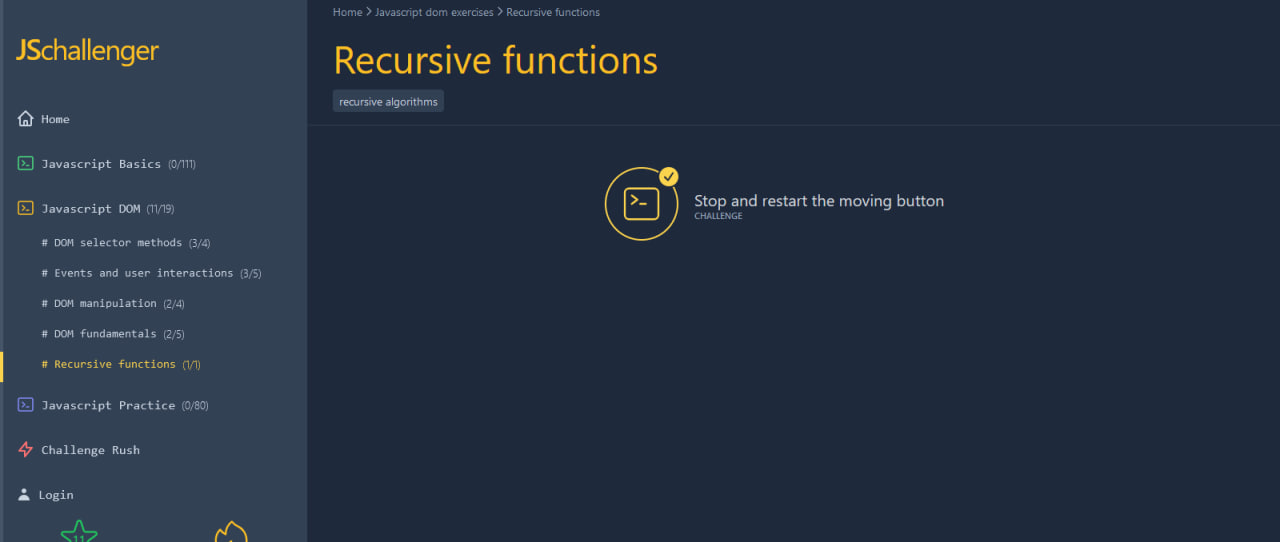 Home > Javascript dom exercises > Recursive functions
JSchallenger
Recursive functions
recursive algorithms
Home
Javascript Basics (0/111)
Javascript DOM (11/19)
# DOM selector methods (3/4)
# Events and user interactions (3/5)
# DOM manipulation (2/4)
# DOM fundamentals (2/5)
# Recursive functions (1/1)
Javascript Practice (0/80)
Challenge Rush
Login
11
Stop and restart the moving button
CHALLENGE